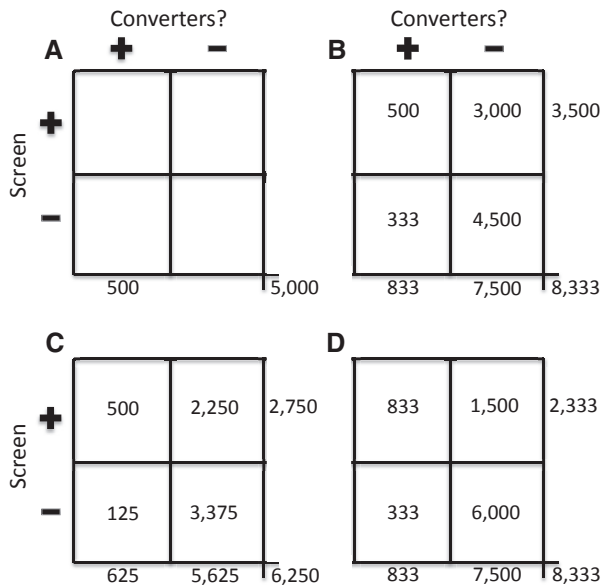 Converters? Converters?
A + − B + −
+ 500 3,000 3,500
Screen
− 333 4,500
500 5,000 833 7,500 8,333
C D
+ 500 2,250 2,750 833 1,500 2,333
Screen
− 125 3,375 333 6,000
625 5,625 6,250 833 7,500 8,333